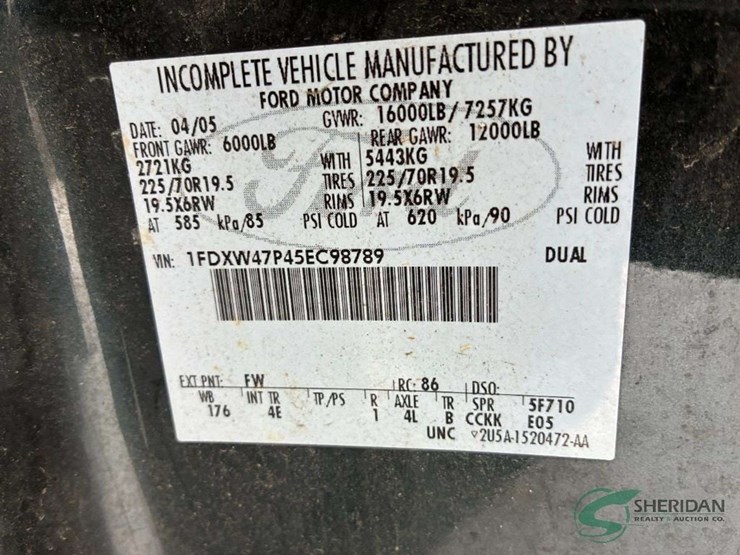 INCOMPLETE VEHICLE MANUFACTURED BY
FORD MOTOR COMPANY
DATE: 04/05 GVWR: 16000LB/7257KG
FRONT GAWR: 6000LB REAR GAWR: 12000LB
2721KG WITH 5443KG WITH
225/70R19.5 TIRES 225/70R19.5 TIRES
19.5X6RW RIMS 19.5X6RW RIMS
AT 585 kPa/85 PSI COLD AT 620 kPa/90 PSI COLD
VIN: 1FDXW47P45EC98789 DUAL
Ford
EXT PNT: FW RC: 86 DSO:
WB INT TR TP/PS R AXLE TR SPR 5F710
176 4E 1 4L B CCKK E05
UNC ▽2U5A-1520472-AA
SHERIDAN
REALTY & AUCTION CO.